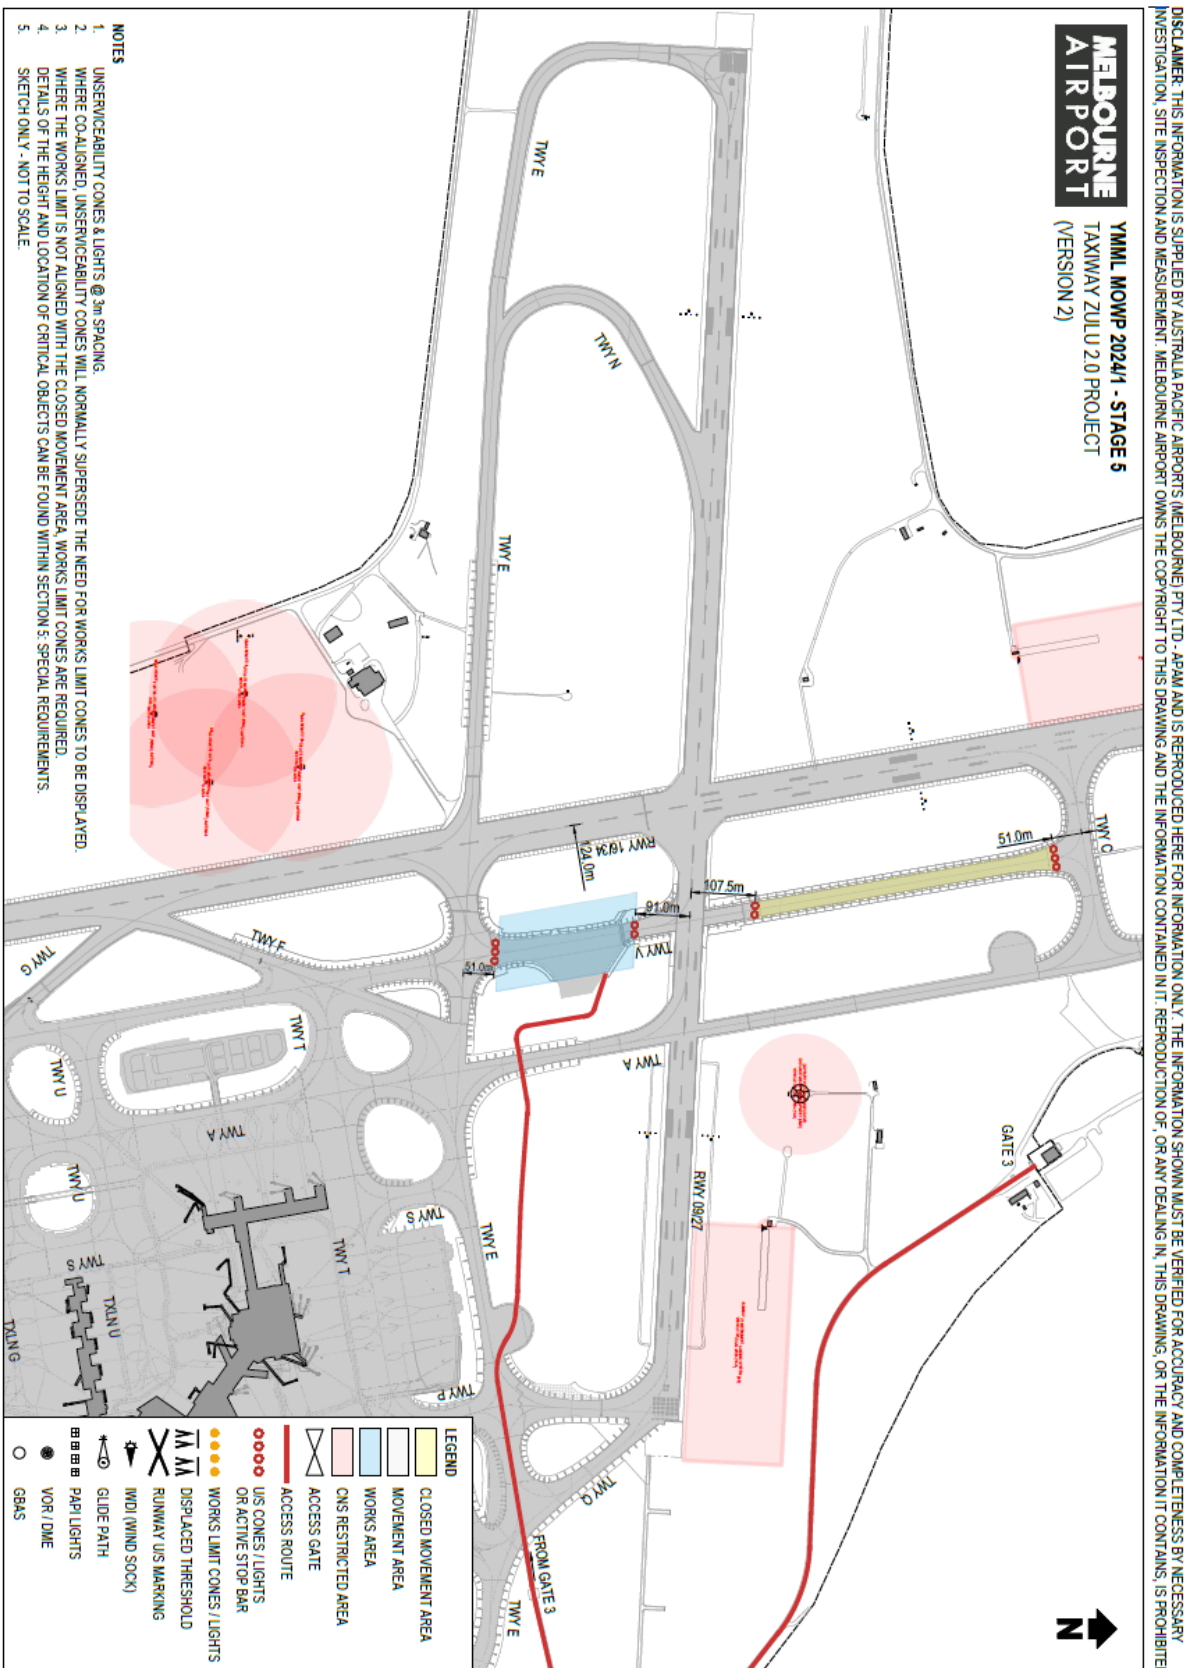 DISCLAIMER: THIS INFORMATION IS SUPPLIED BY AUSTRALIA PACIFIC AIRPORTS (MELBOURNE) PTY LTD - APAM AND IS REPRODUCED HERE FOR INFORMATION ONLY. THE INFORMATION SHOWN MUST BE VERIFIED FOR ACCURACY AND COMPLETENESS BY NECESSARY
INVESTIGATION, SITE INSPECTION AND MEASUREMENT. MELBOURNE AIRPORT OWNS THE COPYRIGHT TO THIS DRAWING AND THE INFORMATION CONTAINED IN IT. REPRODUCTION OF, OR ANY DEALING IN, THIS DRAWING, OR THE INFORMATION IT CONTAINS, IS PROHIBITE
MELBOURNE
AIRPORT
YMML MOWP 2024/1 - STAGE 5
TAXIWAY ZULU 2.0 PROJECT
(VERSION 2)
N
GATE 3
TWY C
51.0m
107.5m
91.0m
RWY 16/34
124.0m
TWY V
51.0m
TWY A
RWY 09/27
TWY N
TWY E
TWY E
TWY E
TWY Q
FROM GATE 3
TWY E
TWY P
TWY F
TWY G
TWY T
TWY U
TWY A
TWY U
TWY S
TWY T
TWY S
TXLN U
TXLN G
NOTES
1. UNSERVICEABILITY CONES & LIGHTS @ 3m SPACING.
2. WHERE CO-ALIGNED, UNSERVICEABILITY CONES WILL NORMALLY SUPERSEDE THE NEED FOR WORKS LIMIT CONES TO BE DISPLAYED.
3. WHERE THE WORKS LIMIT IS NOT ALIGNED WITH THE CLOSED MOVEMENT AREA, WORKS LIMIT CONES ARE REQUIRED.
4. DETAILS OF THE HEIGHT AND LOCATION OF CRITICAL OBJECTS CAN BE FOUND WITHIN SECTION 5: SPECIAL REQUIREMENTS.
5. SKETCH ONLY - NOT TO SCALE.
LEGEND
CLOSED MOVEMENT AREA
MOVEMENT AREA
WORKS AREA
CNS RESTRICTED AREA
ACCESS GATE
ACCESS ROUTE
U/S CONES / LIGHTS
OR ACTIVE STOP BAR
WORKS LIMIT CONES / LIGHTS
DISPLACED THRESHOLD
RUNWAY U/S MARKING
IWDI (WIND SOCK)
GLIDE PATH
PAPI LIGHTS
VOR / DME
GBAS